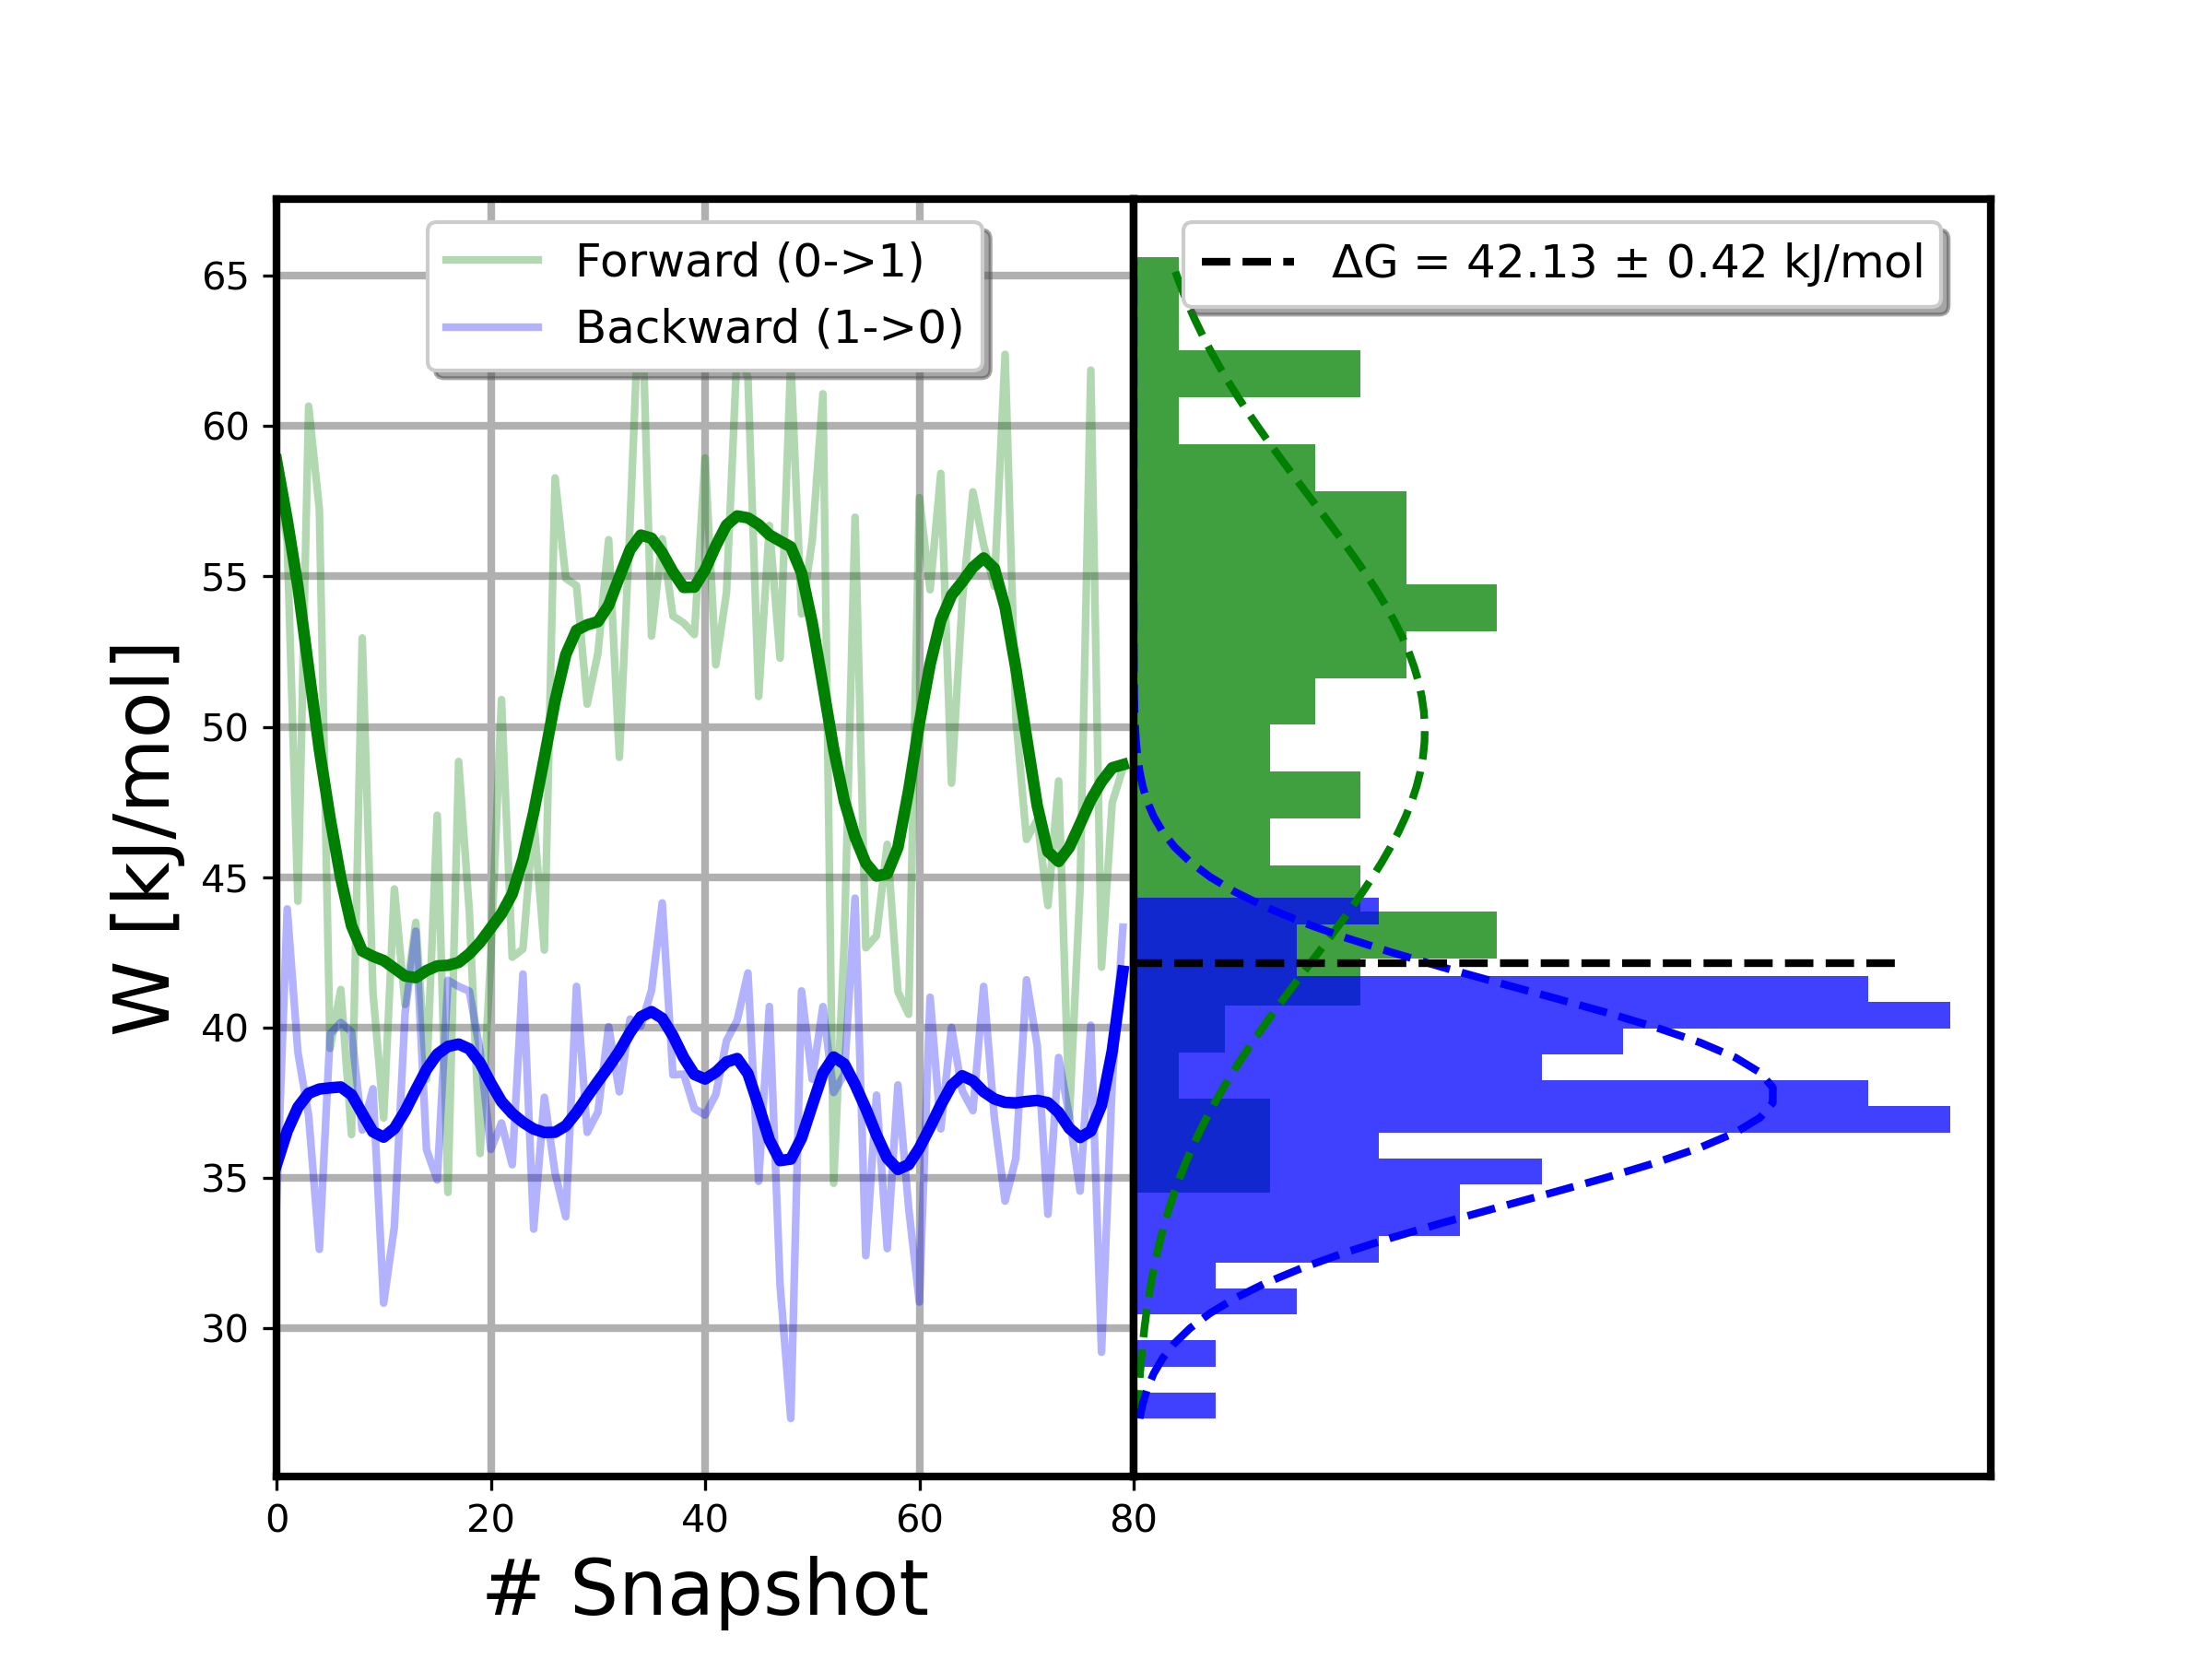 Forward (0->1)
Backward (1->0)
ΔG = 42.13 ± 0.42 kJ/mol
W [kJ/mol]
65
60
55
50
45
40
35
30
0 20 40 60 80
# Snapshot